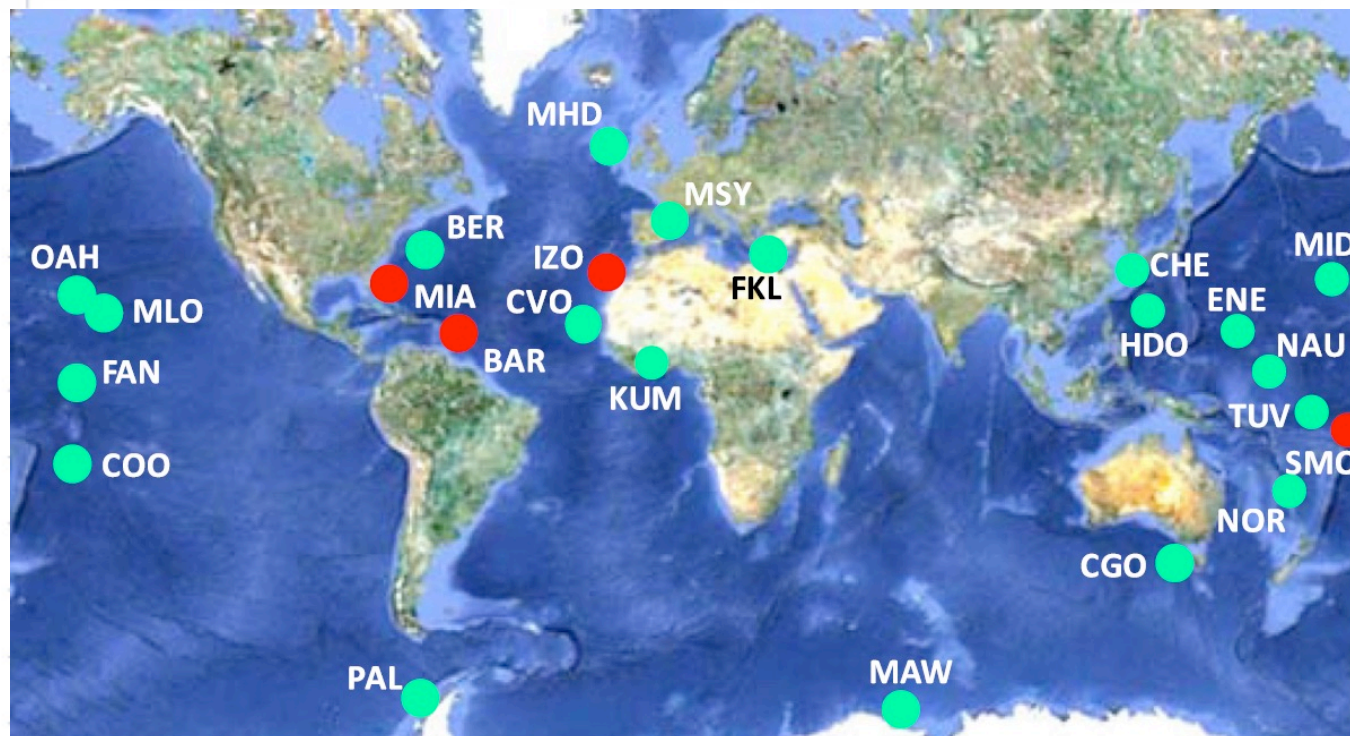 MHD
MSY
BER
OAH
IZO
MID
CHE
FKL
MIA
CVO
ENE
MLO
HDO
NAU
BAR
FAN
KUM
TUV
COO
SMO
NOR
CGO
MAW
PAL